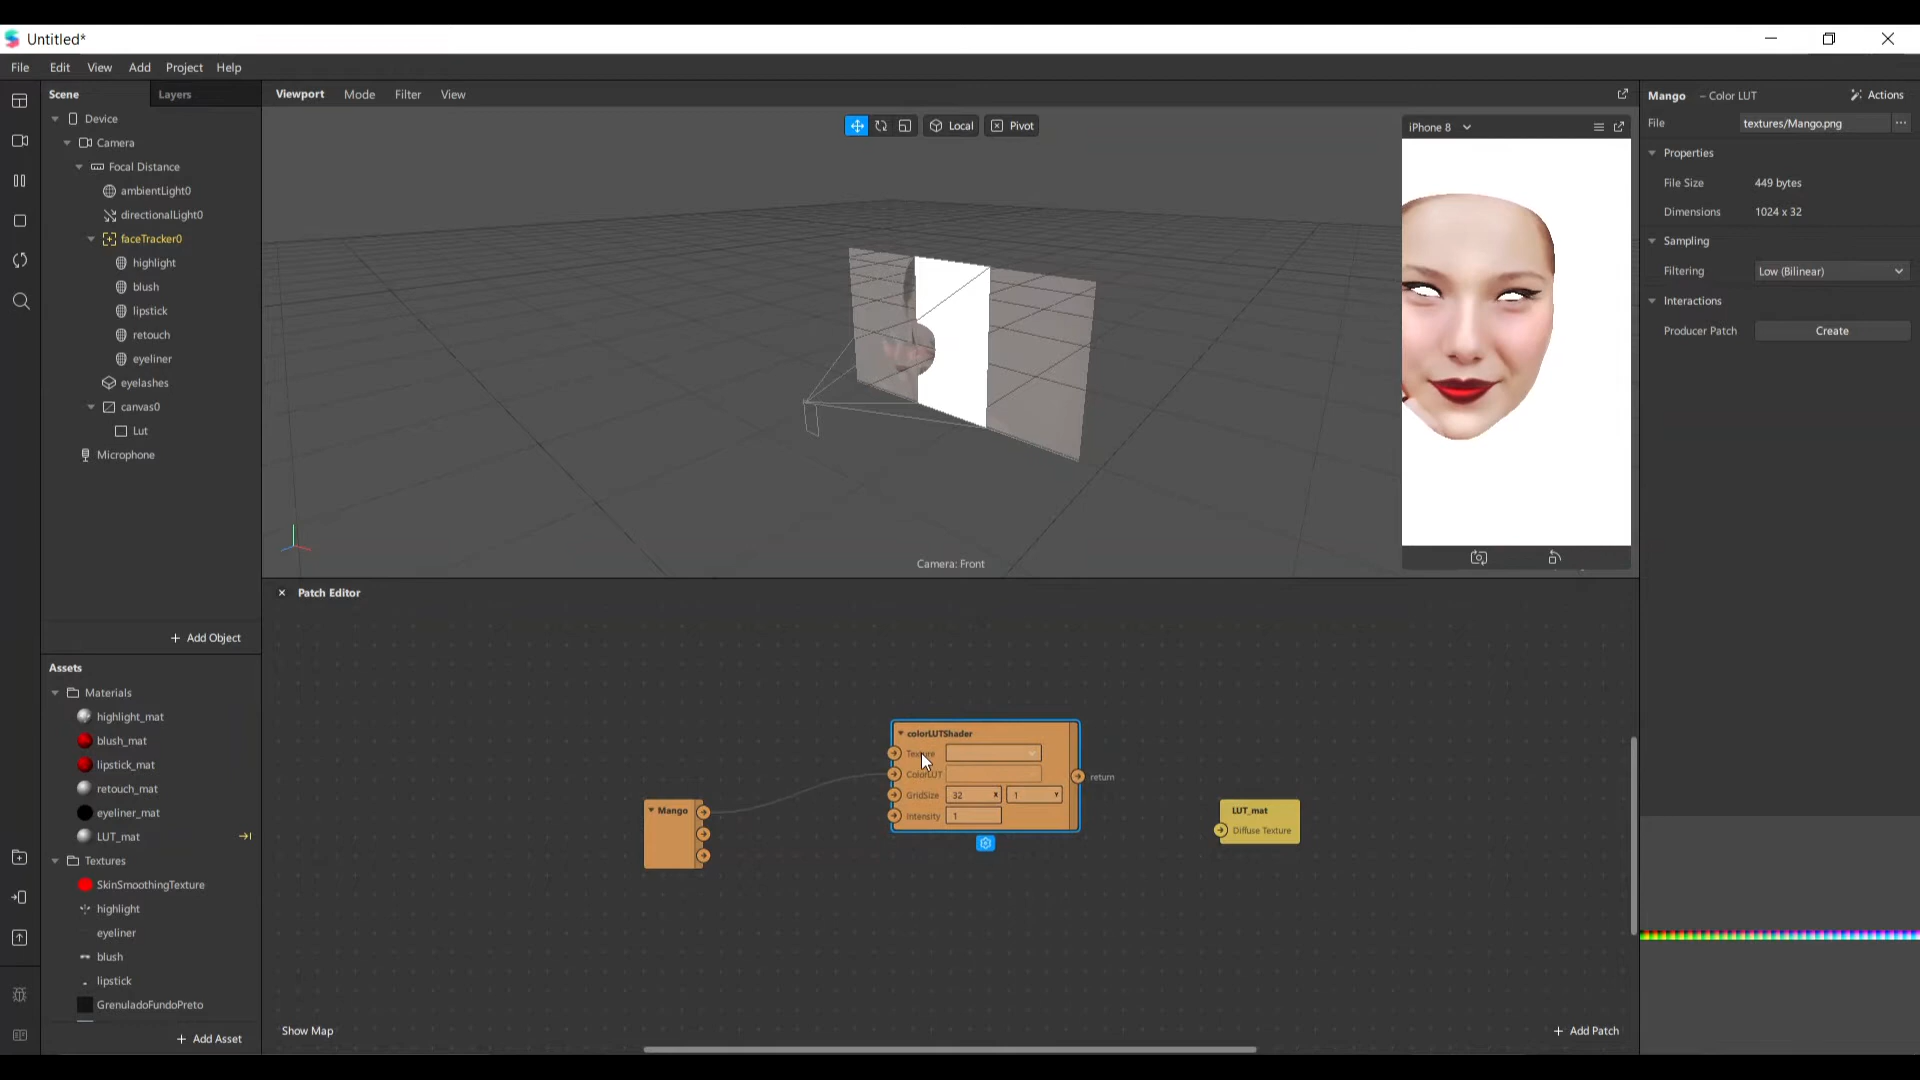 Untitled*
File Edit View Add Project Help
Scene
Layers
Device
Camera
Focal Distance
ambientLight0
directionalLight0
faceTracker0
highlight
blush
lipstick
retouch
eyeliner
eyelashes
canvas0
Lut
Microphone
+ Add Object
Assets
Materials
highlight_mat
blush_mat
lipstick_mat
retouch_mat
eyeliner_mat
LUT_mat
Textures
SkinSmoothingTexture
highlight
eyeliner
blush
lipstick
GrenuladoFundoPreto
+ Add Asset
Viewport Mode Filter View
Local
Pivot
Camera: Front
iPhone 8
Patch Editor
Mango
colorLUTShader
Texture
ColorLUT
GridSize 32 X 1 Y
Intensity 1
return
LUT_mat
Diffuse Texture
Show Map
+ Add Patch
Mango – Color LUT
Actions
File textures/Mango.png ...
Properties
File Size 449 bytes
Dimensions 1024 x 32
Sampling
Filtering Low (Bilinear)
Interactions
Producer Patch Create